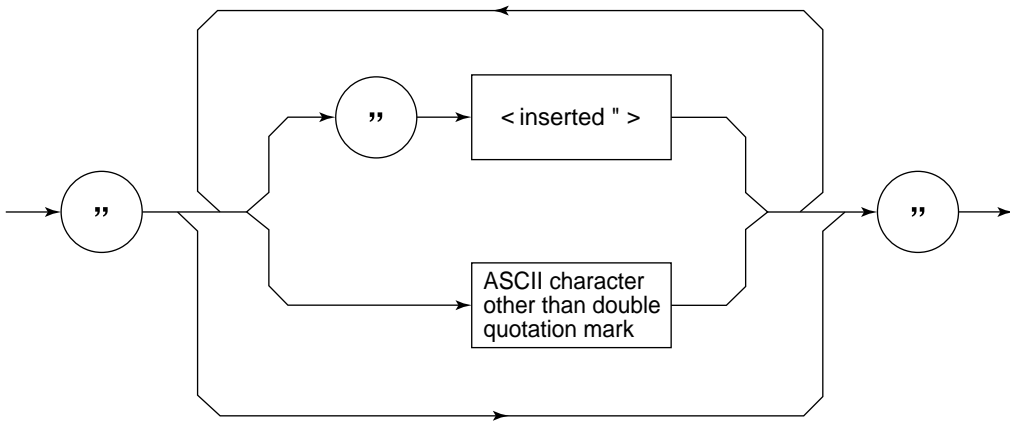 ”
< inserted " >
”
”
ASCII character
other than double
quotation mark